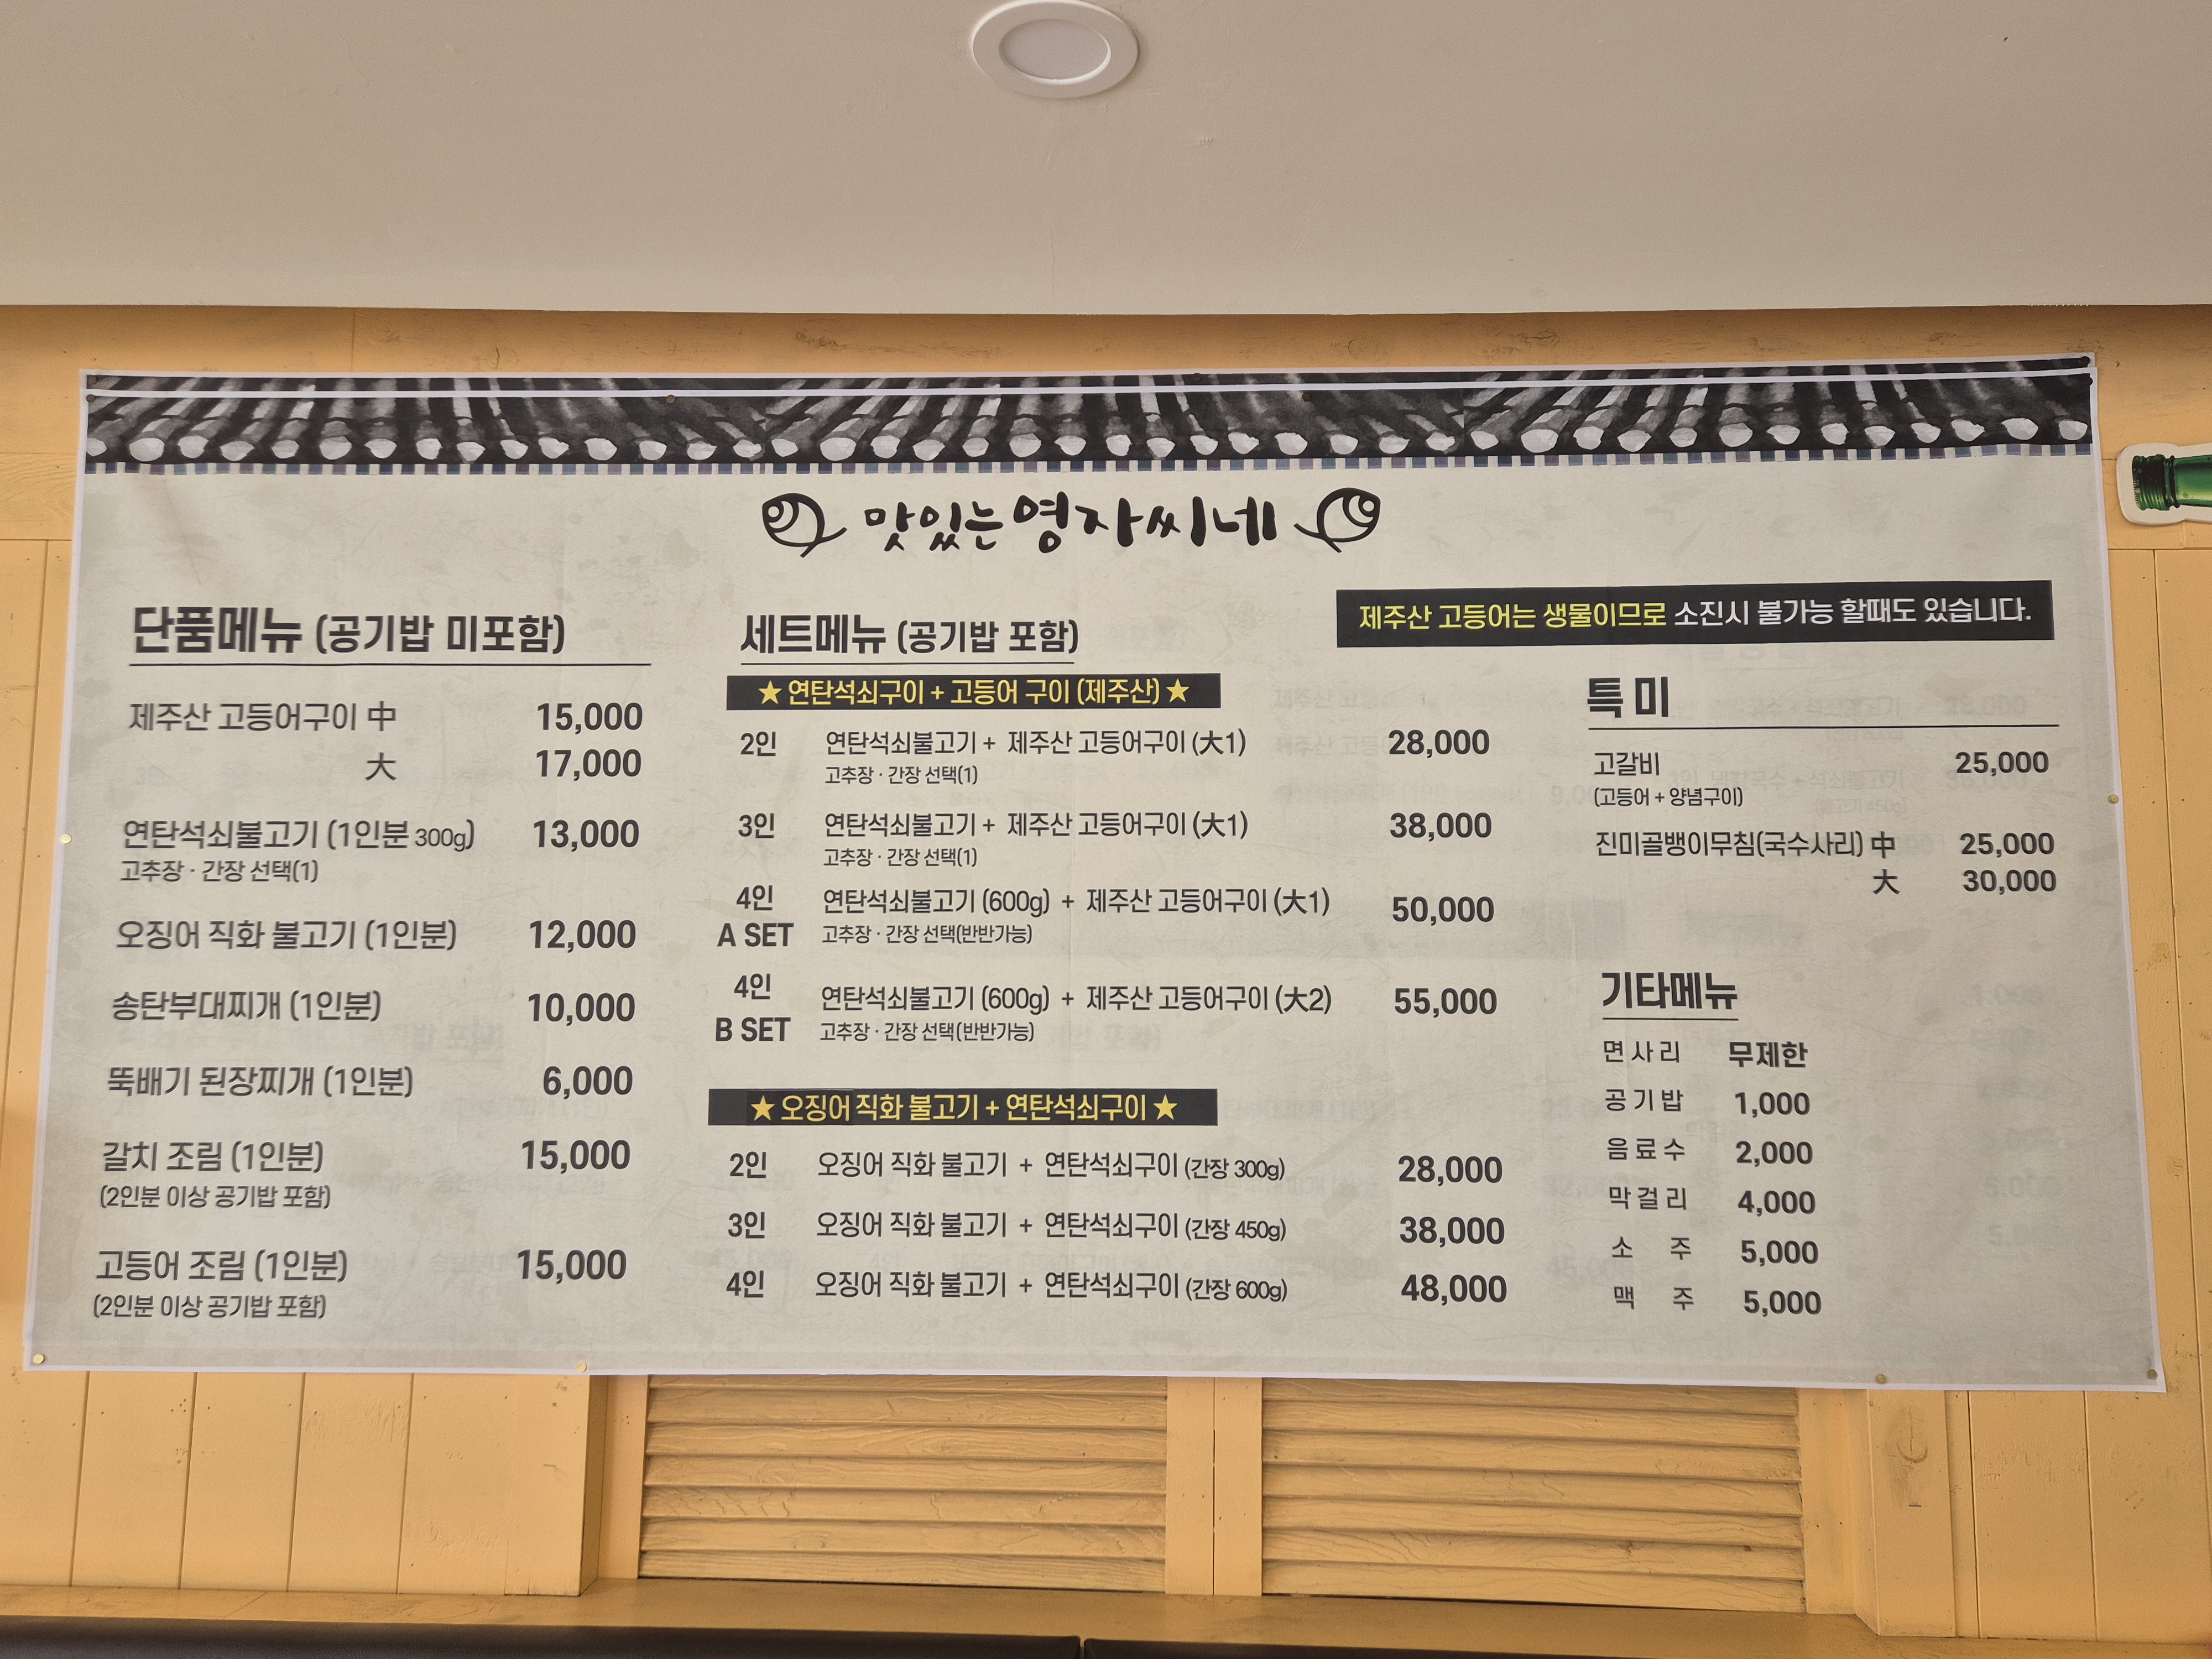 맛있는영자씨네
단품메뉴 (공기밥 미포함)
제주산 고등어구이 中 15,000
大 17,000
연탄석쇠불고기 (1인분 300g) 13,000
고추장 · 간장 선택(1)
오징어 직화 불고기 (1인분) 12,000
송탄부대찌개 (1인분) 10,000
뚝배기 된장찌개 (1인분) 6,000
갈치 조림 (1인분) 15,000
(2인분 이상 공기밥 포함)
고등어 조림 (1인분) 15,000
(2인분 이상 공기밥 포함)
세트메뉴 (공기밥 포함)
★ 연탄석쇠구이 + 고등어 구이 (제주산) ★
2인 연탄석쇠불고기 + 제주산 고등어구이 (大1) 28,000
고추장 · 간장 선택(1)
3인 연탄석쇠불고기 + 제주산 고등어구이 (大1) 38,000
고추장 · 간장 선택(1)
4인 연탄석쇠불고기 (600g) + 제주산 고등어구이 (大1) 50,000
A SET 고추장 · 간장 선택(반반가능)
4인 연탄석쇠불고기 (600g) + 제주산 고등어구이 (大2) 55,000
B SET 고추장 · 간장 선택(반반가능)
★ 오징어 직화 불고기 + 연탄석쇠구이 ★
2인 오징어 직화 불고기 + 연탄석쇠구이 (간장 300g) 28,000
3인 오징어 직화 불고기 + 연탄석쇠구이 (간장 450g) 38,000
4인 오징어 직화 불고기 + 연탄석쇠구이 (간장 600g) 48,000
제주산 고등어는 생물이므로 소진시 불가능 할때도 있습니다.
특 미
고갈비 25,000
(고등어 + 양념구이)
진미골뱅이무침(국수사리) 中 25,000
大 30,000
기타메뉴
면사리 무제한
공기밥 1,000
음료수 2,000
막걸리 4,000
소 주 5,000
맥 주 5,000